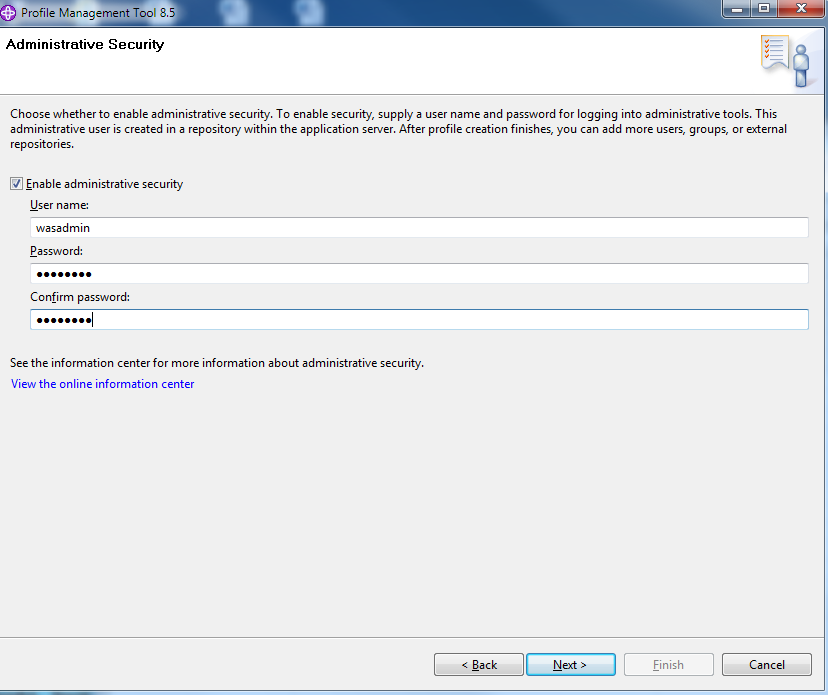 Profile Management Tool 8.5
Administrative Security
Choose whether to enable administrative security. To enable security, supply a user name and password for logging into administrative tools. This
administrative user is created in a repository within the application server. After profile creation finishes, you can add more users, groups, or external
repositories.
Enable administrative security
User name:
wasadmin
Password:
●●●●●●●●
Confirm password:
●●●●●●●●
See the information center for more information about administrative security.
View the online information center
< Back Next > Finish Cancel